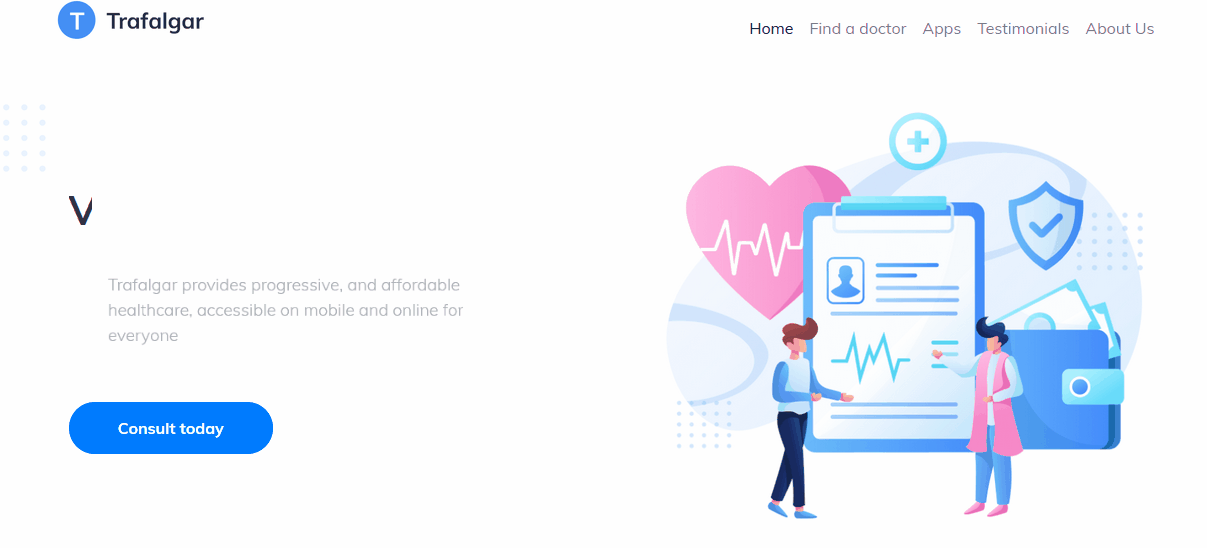 T Trafalgar
Home Find a doctor Apps Testimonials About Us
V
Trafalgar provides progressive, and affordable
healthcare, accessible on mobile and online for
everyone
Consult today